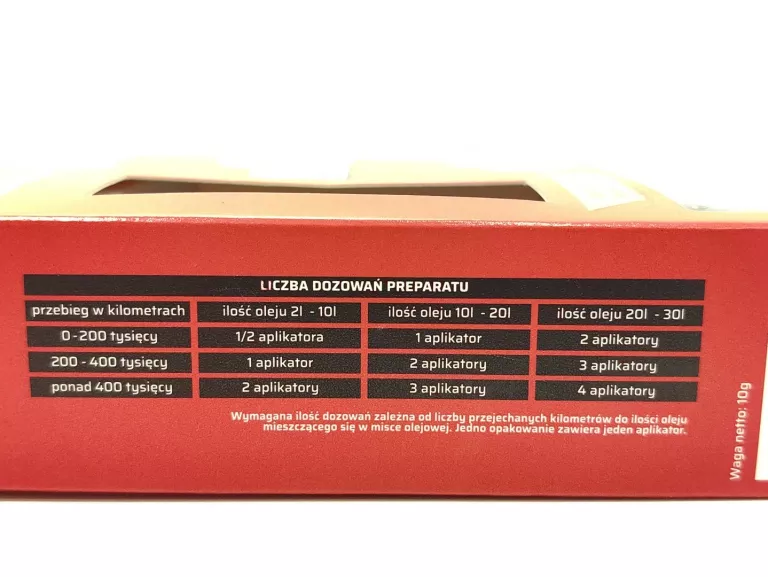 LICZBA DOZOWAŃ PREPARATU
przebieg w kilometrach ilość oleju 2l - 10l ilość oleju 10l - 20l ilość oleju 20l - 30l
0-200 tysięcy 1/2 aplikatora 1 aplikator 2 aplikatory
200 - 400 tysięcy 1 aplikator 2 aplikatory 3 aplikatory
ponad 400 tysięcy 2 aplikatory 3 aplikatory 4 aplikatory
Wymagana ilość dozowań zależna od liczby przejechanych kilometrów do ilości oleju
mieszczącego się w misce olejowej. Jedno opakowanie zawiera jeden aplikator.
Waga netto: 10g